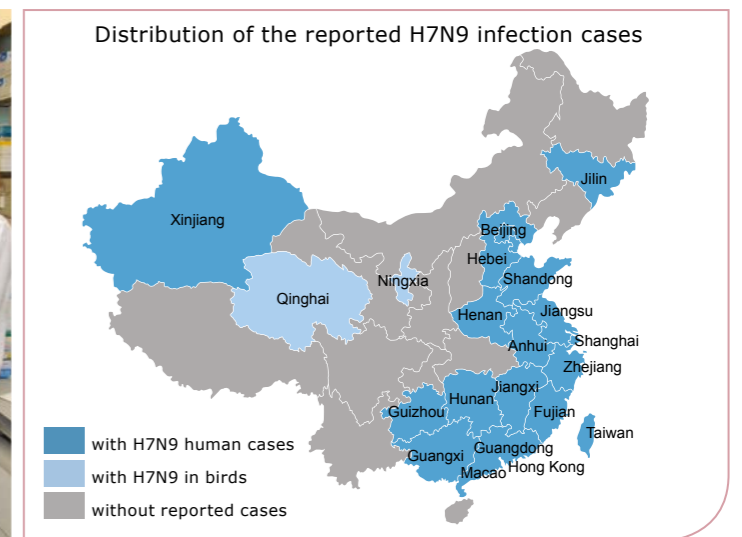 Distribution of the reported H7N9 infection cases
Jilin
Xinjiang
Beijing
Hebei
Ningxia
Shandong
Qinghai
Henan
Jiangsu
Shanghai
Anhui
Zhejiang
Jiangxi
Hunan
Guizhou
Fujian
Taiwan
Guangdong
Guangxi
Hong Kong
Macao
with H7N9 human cases
with H7N9 in birds
without reported cases